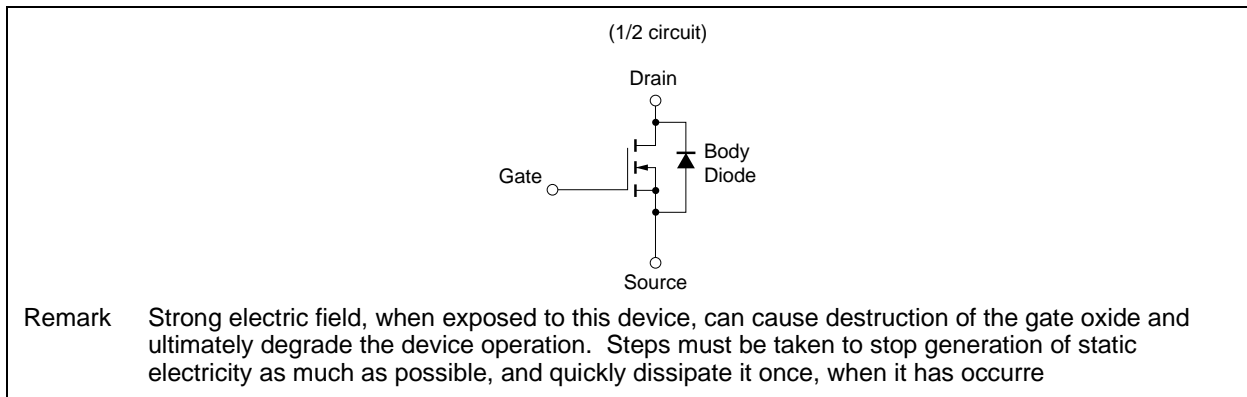 (1/2 circuit)
Drain
Body
Diode
Gate
Source
Remark Strong electric field, when exposed to this device, can cause destruction of the gate oxide and
ultimately degrade the device operation. Steps must be taken to stop generation of static
electricity as much as possible, and quickly dissipate it once, when it has occurre